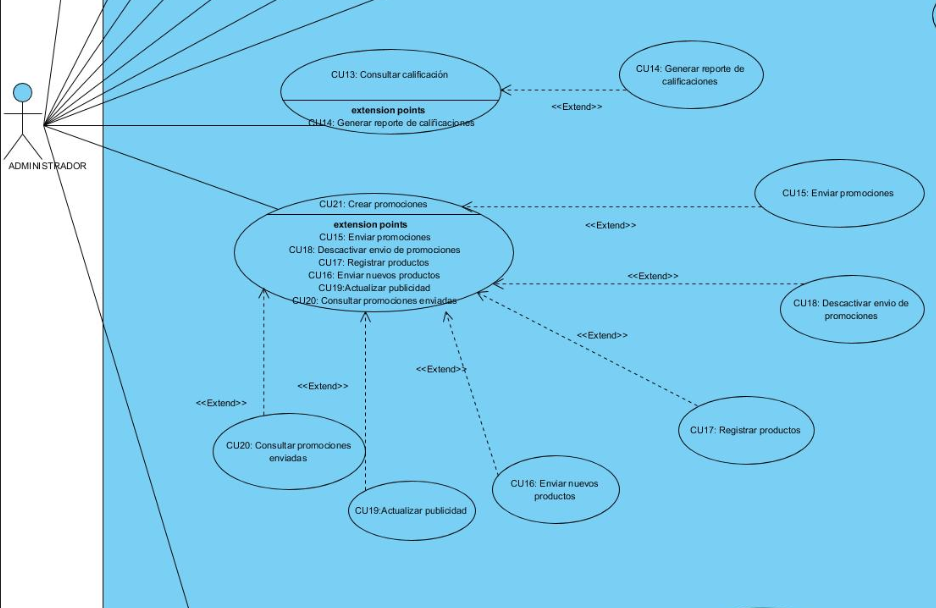 CU13: Consultar calificación
extension points
CU14: Generar reporte de calificaciones
CU14: Generar reporte de
calificaciones
<<Extend>>
ADMINISTRADOR
CU21: Crear promociones
extension points
CU15: Enviar promociones
CU18: Descactivar envio de promociones
CU17: Registrar productos
CU16: Enviar nuevos productos
CU19:Actualizar publicidad
CU20: Consultar promociones enviadas
CU15: Enviar promociones
<<Extend>>
<<Extend>>
CU18: Descactivar envio de
promociones
<<Extend>>
<<Extend>>
<<Extend>>
<<Extend>>
CU17: Registrar productos
CU20: Consultar promociones
enviadas
CU16: Enviar nuevos
productos
CU19:Actualizar publicidad